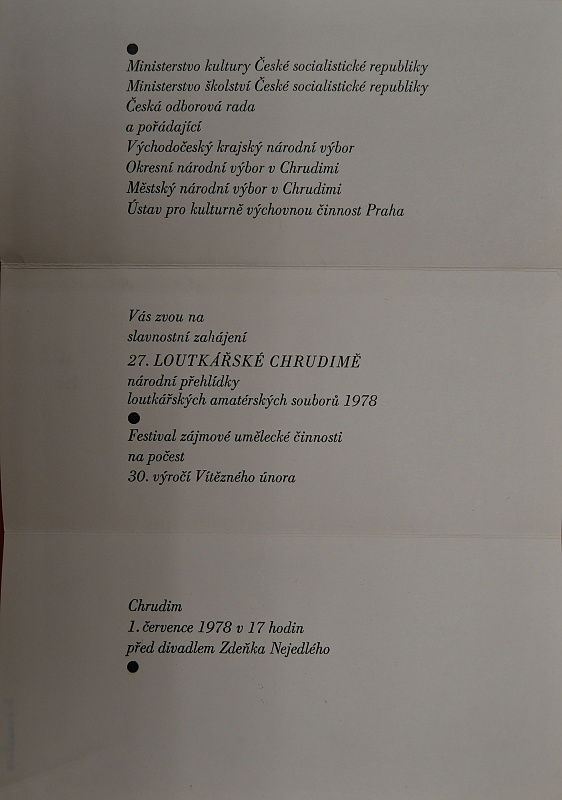 Ministerstvo kultury České socialistické republiky
Ministerstvo školství České socialistické republiky
Česká odborová rada
a pořádající
Východočeský krajský národní výbor
Okresní národní výbor v Chrudimi
Městský národní výbor v Chrudimi
Ústav pro kulturně výchovnou činnost Praha
Vás zvou na
slavnostní zahájení
27. LOUTKÁŘSKÉ CHRUDIMĚ
národní přehlídky
loutkářských amatérských souborů 1978
Festival zájmové umělecké činnosti
na počest
30. výročí Vítězného února
Chrudim
1. července 1978 v 17 hodin
před divadlem Zdeňka Nejedlého